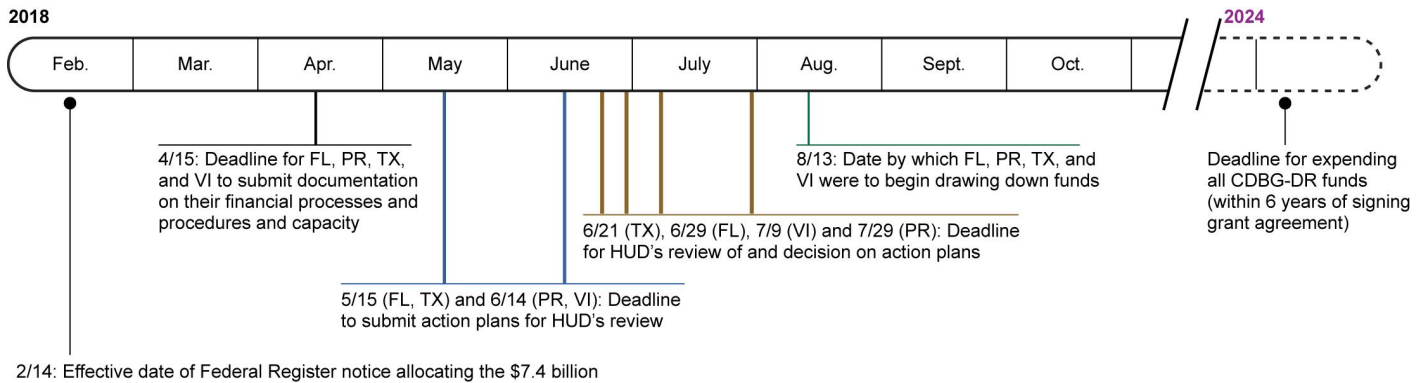 2018
2024
Feb.
Mar.
Apr.
May
June
July
Aug.
Sept.
Oct.
4/15: Deadline for FL, PR, TX,
and VI to submit documentation
on their financial processes and
procedures and capacity
8/13: Date by which FL, PR, TX, and
VI were to begin drawing down funds
Deadline for expending
all CDBG-DR funds
(within 6 years of signing
grant agreement)
6/21 (TX), 6/29 (FL), 7/9 (VI) and 7/29 (PR): Deadline
for HUD’s review of and decision on action plans
5/15 (FL, TX) and 6/14 (PR, VI): Deadline
to submit action plans for HUD’s review
2/14: Effective date of Federal Register notice allocating the $7.4 billion